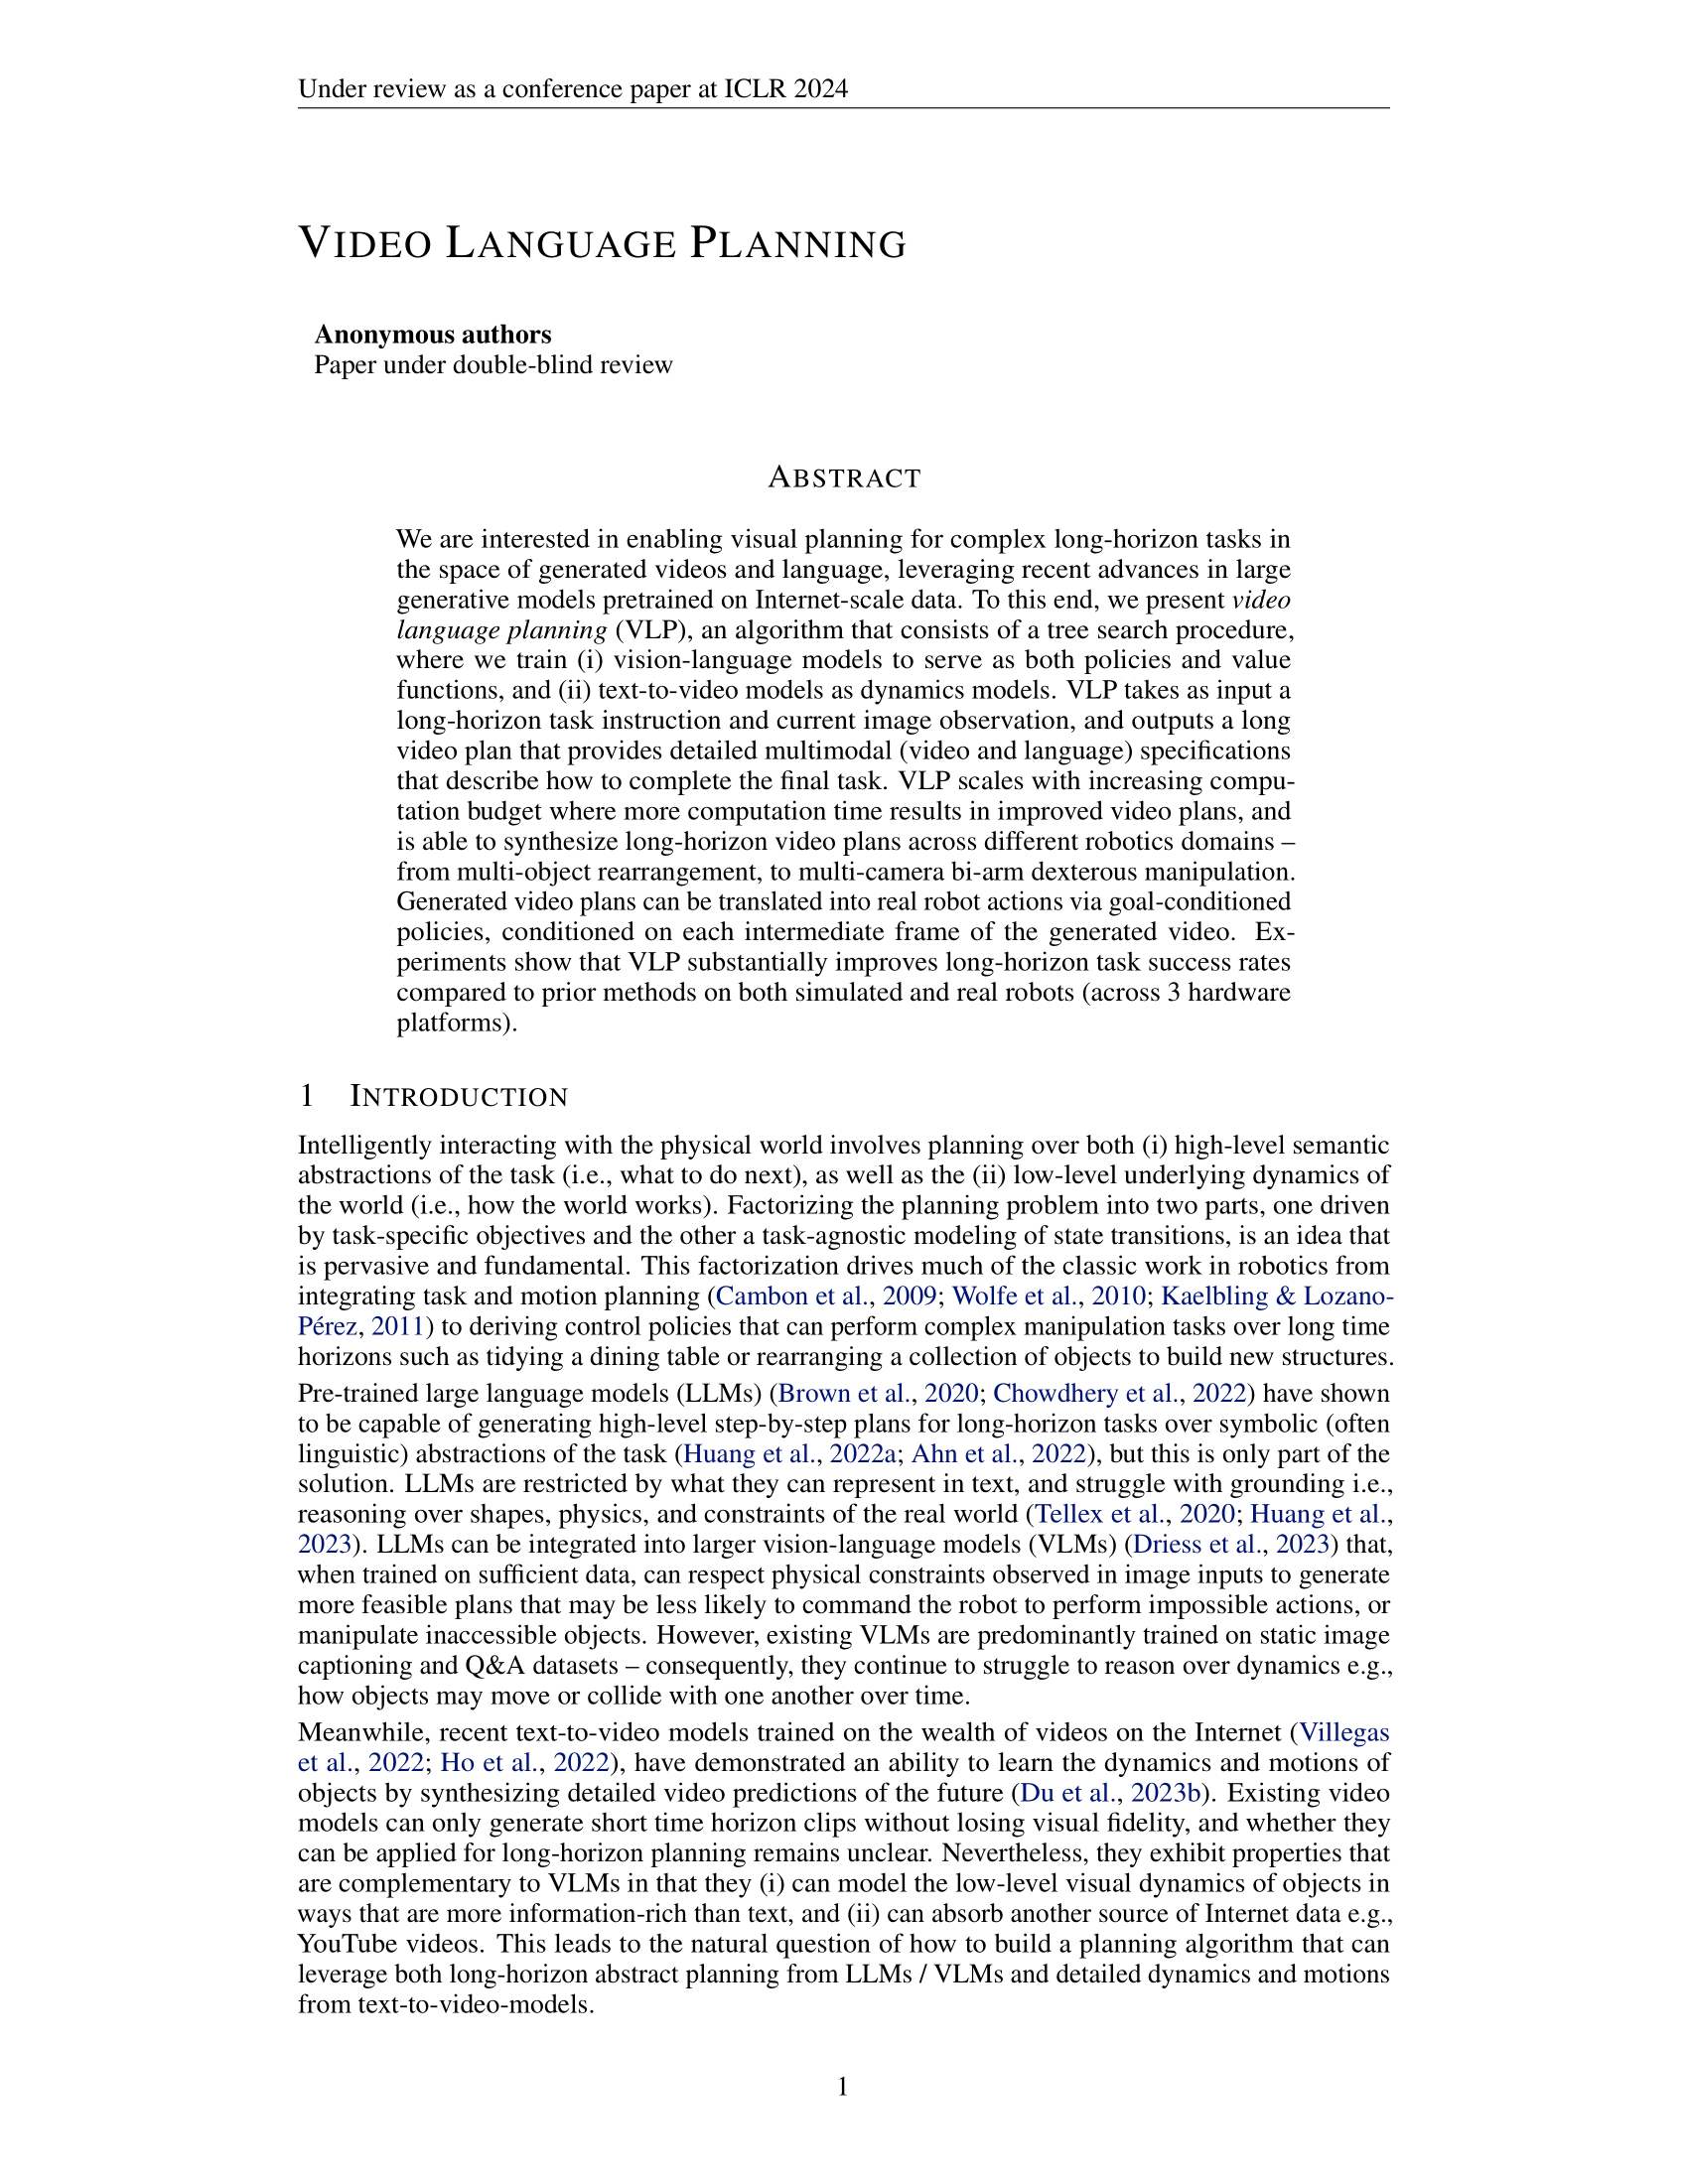 Under review as a conference paper at ICLR 2024
VIDEO LANGUAGE PLANNING
Anonymous authors
Paper under double-blind review
ABSTRACT
We are interested in enabling visual planning for complex long-horizon tasks in
the space of generated videos and language, leveraging recent advances in large
generative models pretrained on Internet-scale data. To this end, we present video
language planning (VLP), an algorithm that consists of a tree search procedure,
where we train (i) vision-language models to serve as both policies and value
functions, and (ii) text-to-video models as dynamics models. VLP takes as input a
long-horizon task instruction and current image observation, and outputs a long
video plan that provides detailed multimodal (video and language) specifications
that describe how to complete the final task. VLP scales with increasing compu-
tation budget where more computation time results in improved video plans, and
is able to synthesize long-horizon video plans across different robotics domains –
from multi-object rearrangement, to multi-camera bi-arm dexterous manipulation.
Generated video plans can be translated into real robot actions via goal-conditioned
policies, conditioned on each intermediate frame of the generated video. Ex-
periments show that VLP substantially improves long-horizon task success rates
compared to prior methods on both simulated and real robots (across 3 hardware
platforms).
1 INTRODUCTION
Intelligently interacting with the physical world involves planning over both (i) high-level semantic
abstractions of the task (i.e., what to do next), as well as the (ii) low-level underlying dynamics of
the world (i.e., how the world works). Factorizing the planning problem into two parts, one driven
by task-specific objectives and the other a task-agnostic modeling of state transitions, is an idea that
is pervasive and fundamental. This factorization drives much of the classic work in robotics from
integrating task and motion planning (Cambon et al., 2009; Wolfe et al., 2010; Kaelbling & Lozano-
Pérez, 2011) to deriving control policies that can perform complex manipulation tasks over long time
horizons such as tidying a dining table or rearranging a collection of objects to build new structures.
Pre-trained large language models (LLMs) (Brown et al., 2020; Chowdhery et al., 2022) have shown
to be capable of generating high-level step-by-step plans for long-horizon tasks over symbolic (often
linguistic) abstractions of the task (Huang et al., 2022a; Ahn et al., 2022), but this is only part of the
solution. LLMs are restricted by what they can represent in text, and struggle with grounding i.e.,
reasoning over shapes, physics, and constraints of the real world (Tellex et al., 2020; Huang et al.,
2023). LLMs can be integrated into larger vision-language models (VLMs) (Driess et al., 2023) that,
when trained on sufficient data, can respect physical constraints observed in image inputs to generate
more feasible plans that may be less likely to command the robot to perform impossible actions, or
manipulate inaccessible objects. However, existing VLMs are predominantly trained on static image
captioning and Q&A datasets – consequently, they continue to struggle to reason over dynamics e.g.,
how objects may move or collide with one another over time.
Meanwhile, recent text-to-video models trained on the wealth of videos on the Internet (Villegas
et al., 2022; Ho et al., 2022), have demonstrated an ability to learn the dynamics and motions of
objects by synthesizing detailed video predictions of the future (Du et al., 2023b). Existing video
models can only generate short time horizon clips without losing visual fidelity, and whether they
can be applied for long-horizon planning remains unclear. Nevertheless, they exhibit properties that
are complementary to VLMs in that they (i) can model the low-level visual dynamics of objects in
ways that are more information-rich than text, and (ii) can absorb another source of Internet data e.g.,
YouTube videos. This leads to the natural question of how to build a planning algorithm that can
leverage both long-horizon abstract planning from LLMs / VLMs and detailed dynamics and motions
from text-to-video-models.
1